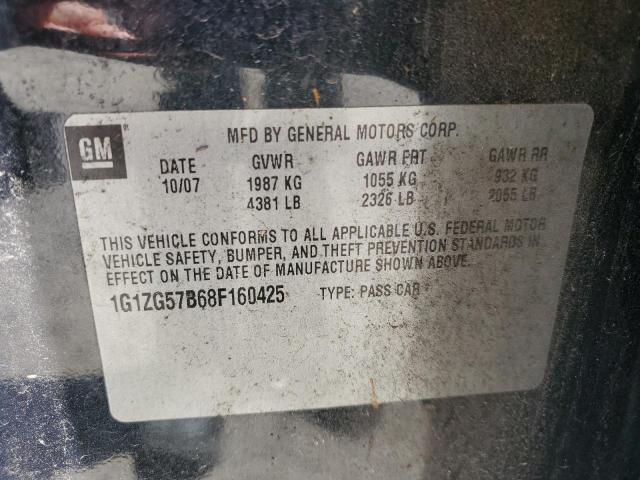 GM
MFD BY GENERAL MOTORS CORP.
DATE GVWR GAWR FRT GAWR RR
10/07 1987 KG 1055 KG 932 KG
4381 LB 2326 LB 2055 LB
THIS VEHICLE CONFORMS TO ALL APPLICABLE U.S. FEDERAL MOTOR
VEHICLE SAFETY, BUMPER, AND THEFT PREVENTION STANDARDS IN
EFFECT ON THE DATE OF MANUFACTURE SHOWN ABOVE.
1G1ZG57B68F160425 TYPE: PASS CAR